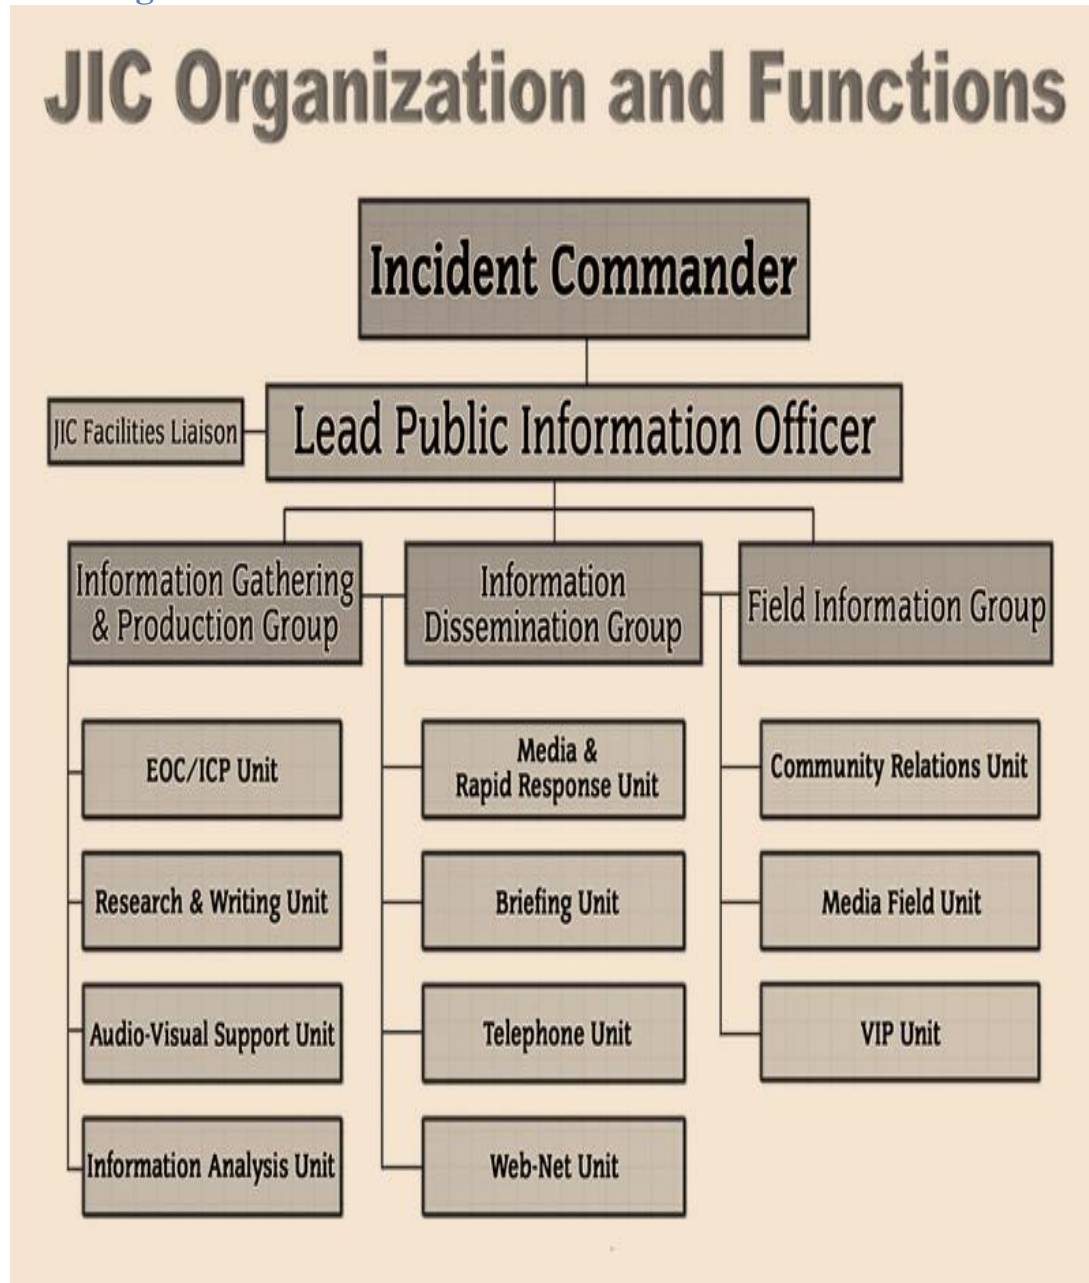 JIC Organization and Functions
Incident Commander
JIC Facilities Liaison
Lead Public Information Officer
Information Gathering
& Production Group
Information
Dissemination Group
Field Information Group
EOC/ICP Unit
Media &
Rapid Response Unit
Community Relations Unit
Research & Writing Unit
Briefing Unit
Media Field Unit
Audio-Visual Support Unit
Telephone Unit
VIP Unit
Information Analysis Unit
Web-Net Unit